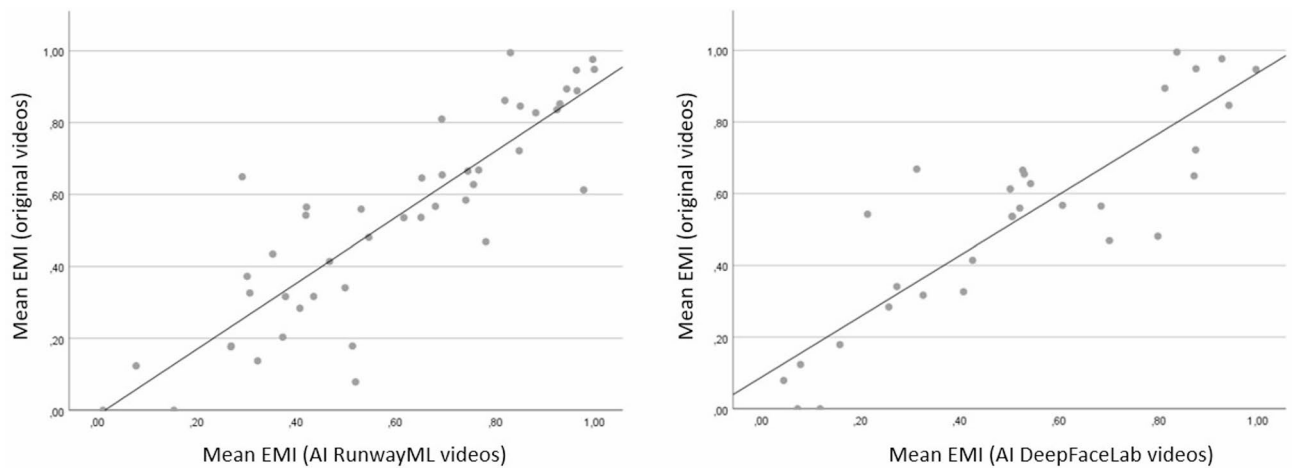 Mean EMI (original videos)
1,00
,80
,60
,40
,20
,00
,00 ,20 ,40 ,60 ,80 1,00
Mean EMI (AI RunwayML videos)
Mean EMI (original videos)
1,00
,80
,60
,40
,20
,00
,00 ,20 ,40 ,60 ,80 1,00
Mean EMI (AI DeepFaceLab videos)